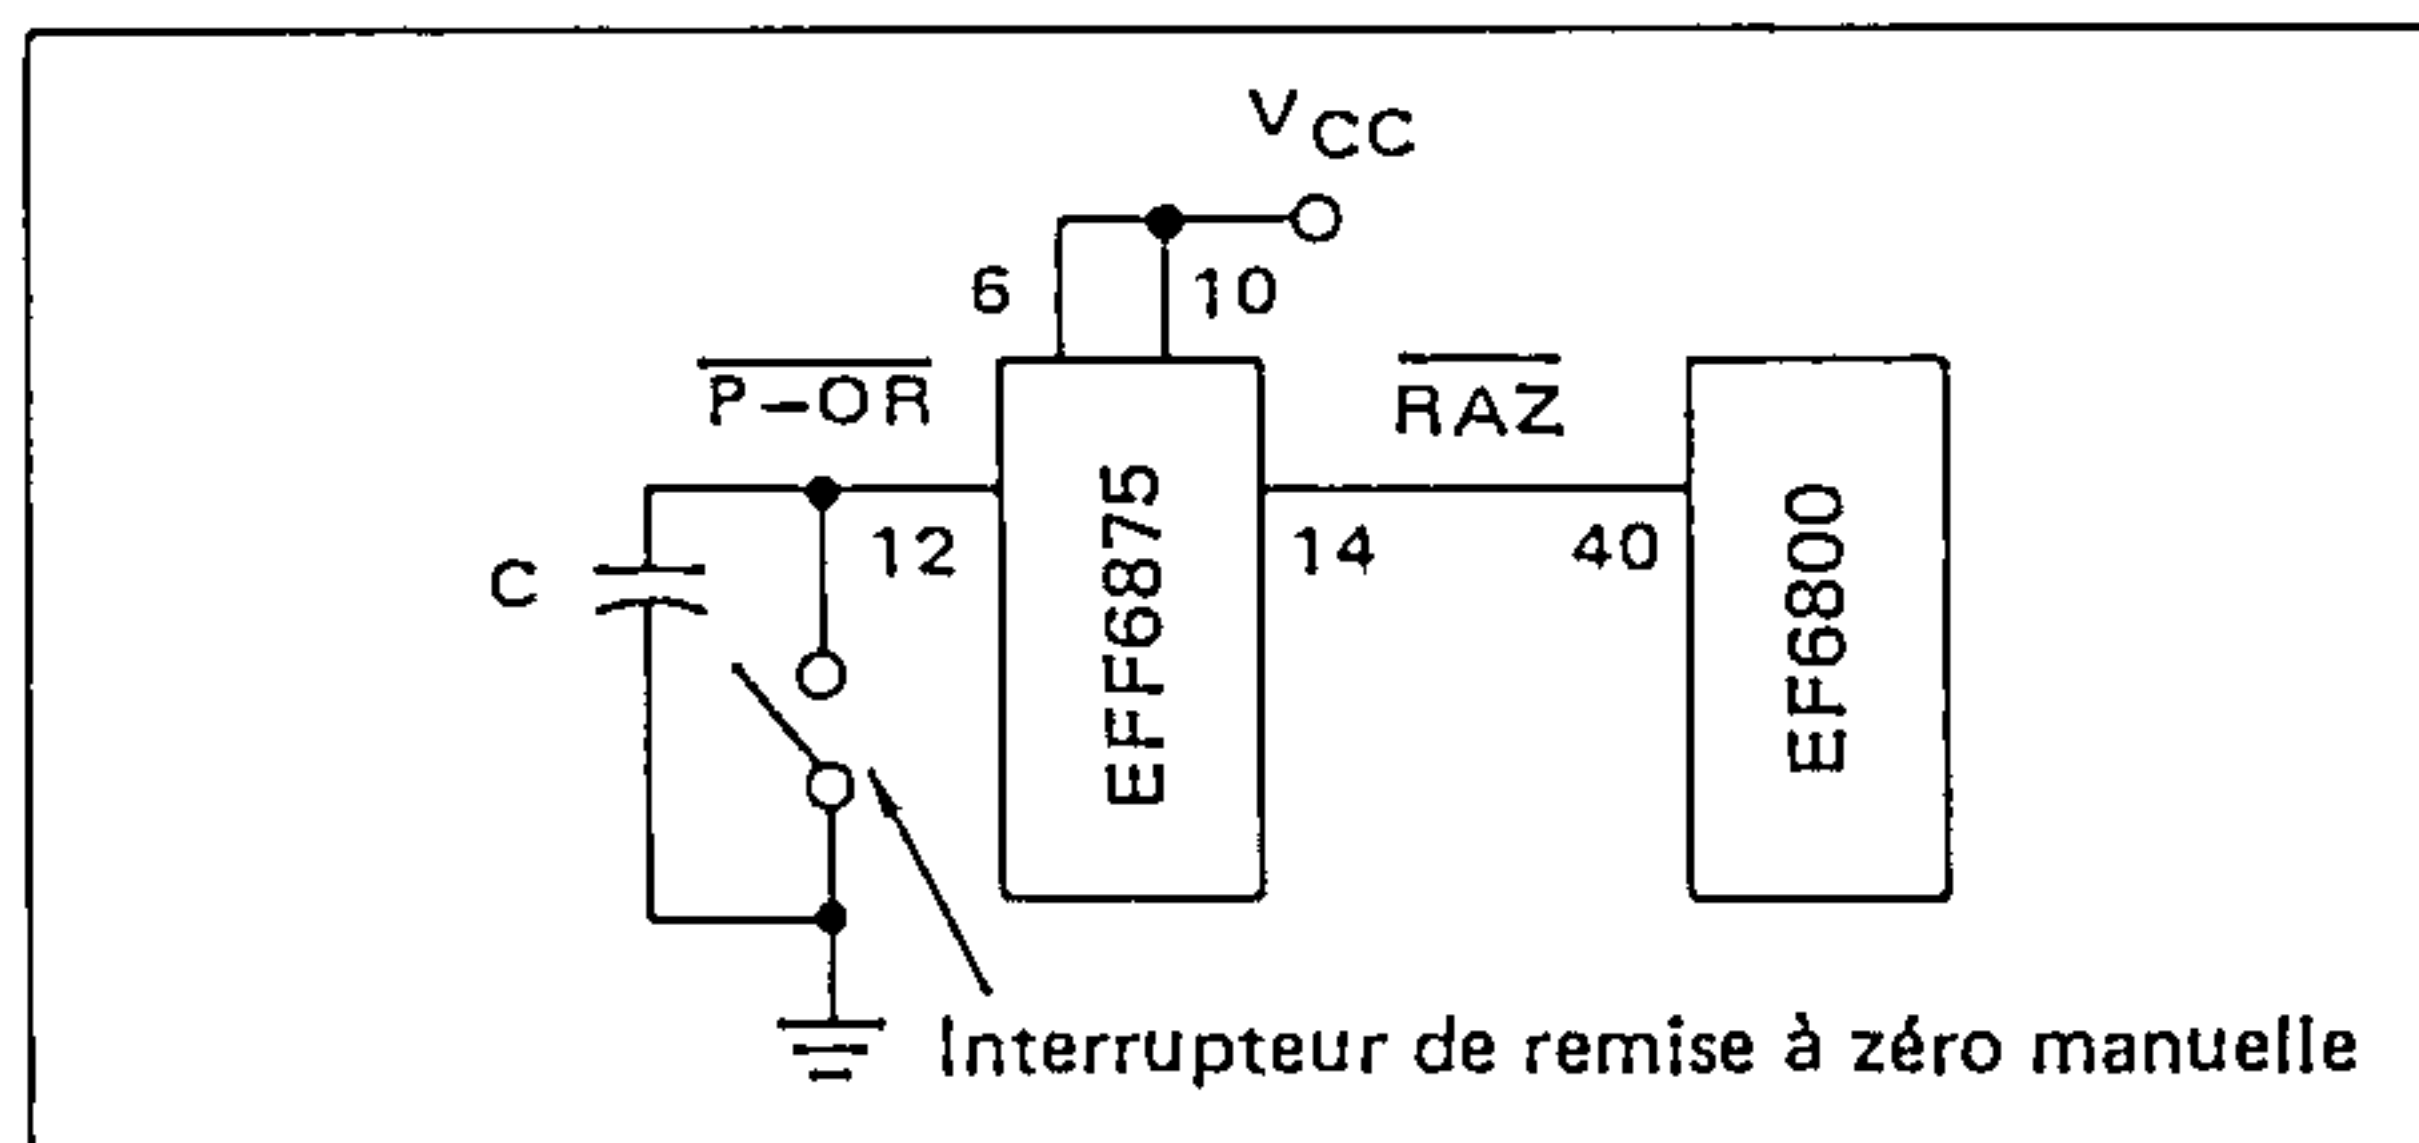 VCC
6
10
P-OR
RAZ
C
12
EFF6875
14
40
EF6800
Interrupteur de remise à zéro manuelle